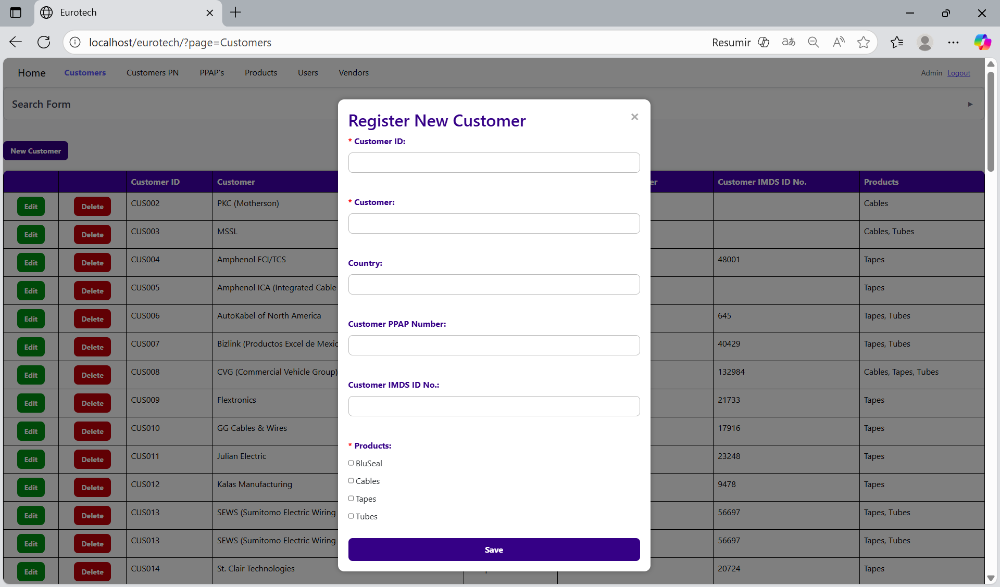 Eurotech
localhost/eurotech/?page=Customers
Resumir
Home Customers Customers PN PPAP's Products Users Vendors Admin Logout
Search Form
New Customer
Customer ID Customer er Customer IMDS ID No. Products
Edit Delete CUS002 PKC (Motherson) Cables
Edit Delete CUS003 MSSL Cables, Tubes
Edit Delete CUS004 Amphenol FCI/TCS 48001 Tapes
Edit Delete CUS005 Amphenol ICA (Integrated Cable Tapes
Edit Delete CUS006 AutoKabel of North America 645 Tapes, Tubes
Edit Delete CUS007 Bizlink (Productos Excel de Mexic 40429 Tapes, Tubes
Edit Delete CUS008 CVG (Commercial Vehicle Group) 132984 Cables, Tapes, Tubes
Edit Delete CUS009 Flextronics 21733 Tapes
Edit Delete CUS010 GG Cables & Wires 17916 Tapes
Edit Delete CUS011 Julian Electric 23248 Tapes
Edit Delete CUS012 Kalas Manufacturing 9478 Tapes
Edit Delete CUS013 SEWS (Sumitomo Electric Wiring 56697 Tapes, Tubes
Edit Delete CUS013 SEWS (Sumitomo Electric Wiring 56697 Tapes, Tubes
Edit Delete CUS014 St. Clair Technologies 20724 Tapes
Register New Customer ×
* Customer ID:
* Customer:
Country:
Customer PPAP Number:
Customer IMDS ID No.:
* Products:
BluSeal
Cables
Tapes
Tubes
Save